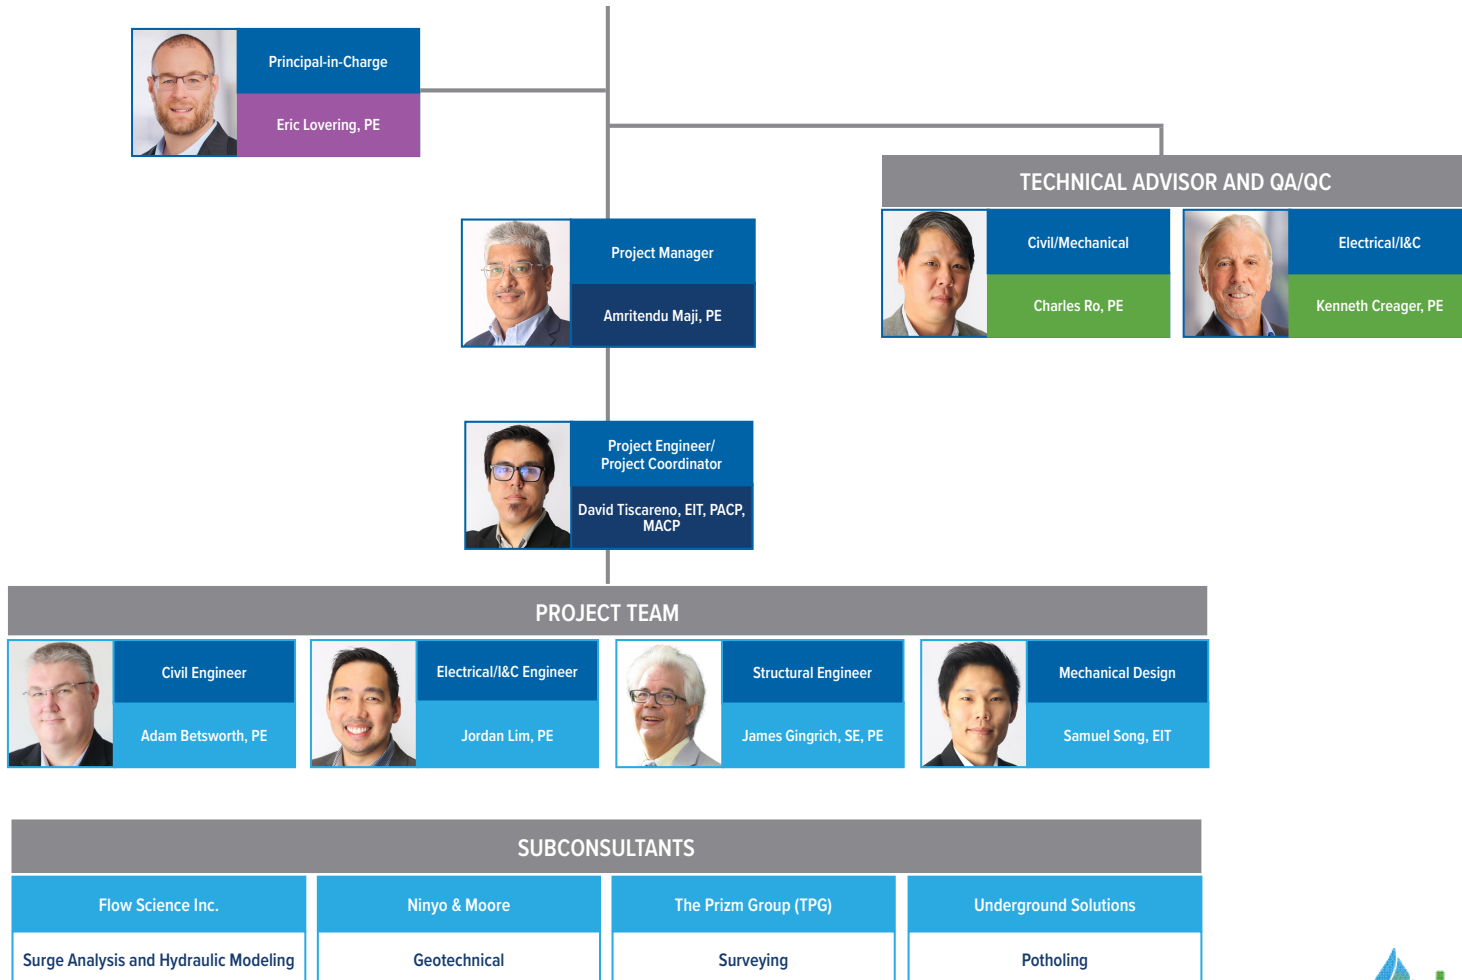 Principal-in-Charge
Eric Lovering, PE
TECHNICAL ADVISOR AND QA/QC
Civil/Mechanical
Charles Ro, PE
Electrical/I&C
Kenneth Creager, PE
Project Manager
Amritendu Maji, PE
Project Engineer/
Project Coordinator
David Tiscareno, EIT, PACP,
MACP
PROJECT TEAM
Civil Engineer
Adam Betsworth, PE
Electrical/I&C Engineer
Jordan Lim, PE
Structural Engineer
James Gingrich, SE, PE
Mechanical Design
Samuel Song, EIT
SUBCONSULTANTS
Flow Science Inc.
Surge Analysis and Hydraulic Modeling
Ninyo & Moore
Geotechnical
The Prizm Group (TPG)
Surveying
Underground Solutions
Potholing